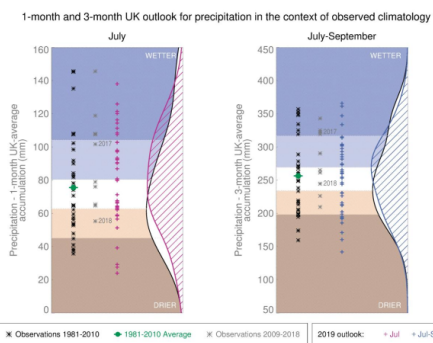 1-month and 3-month UK outlook for precipitation in the context of observed climatology
July
July-September
Precipitation - 1-month UK-average
accumulation (mm)
160
140
120
100
80
60
40
20
0
WETTER
2017
2018
DRIER
Precipitation - 3-month UK-average
accumulation (mm)
450
400
350
300
250
200
150
100
50
WETTER
2017
2018
DRIER
Observations 1981-2010
1981-2010 Average
Observations 2009-2018
2019 outlook:
Jul
Jul-S